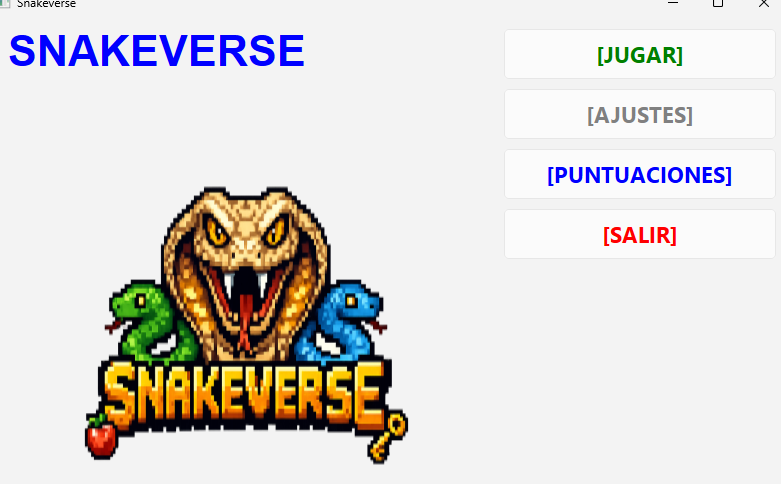 Snakeverse
SNAKEVERSE
[JUGAR]
[AJUSTES]
[PUNTUACIONES]
[SALIR]
SNAKEVERSE